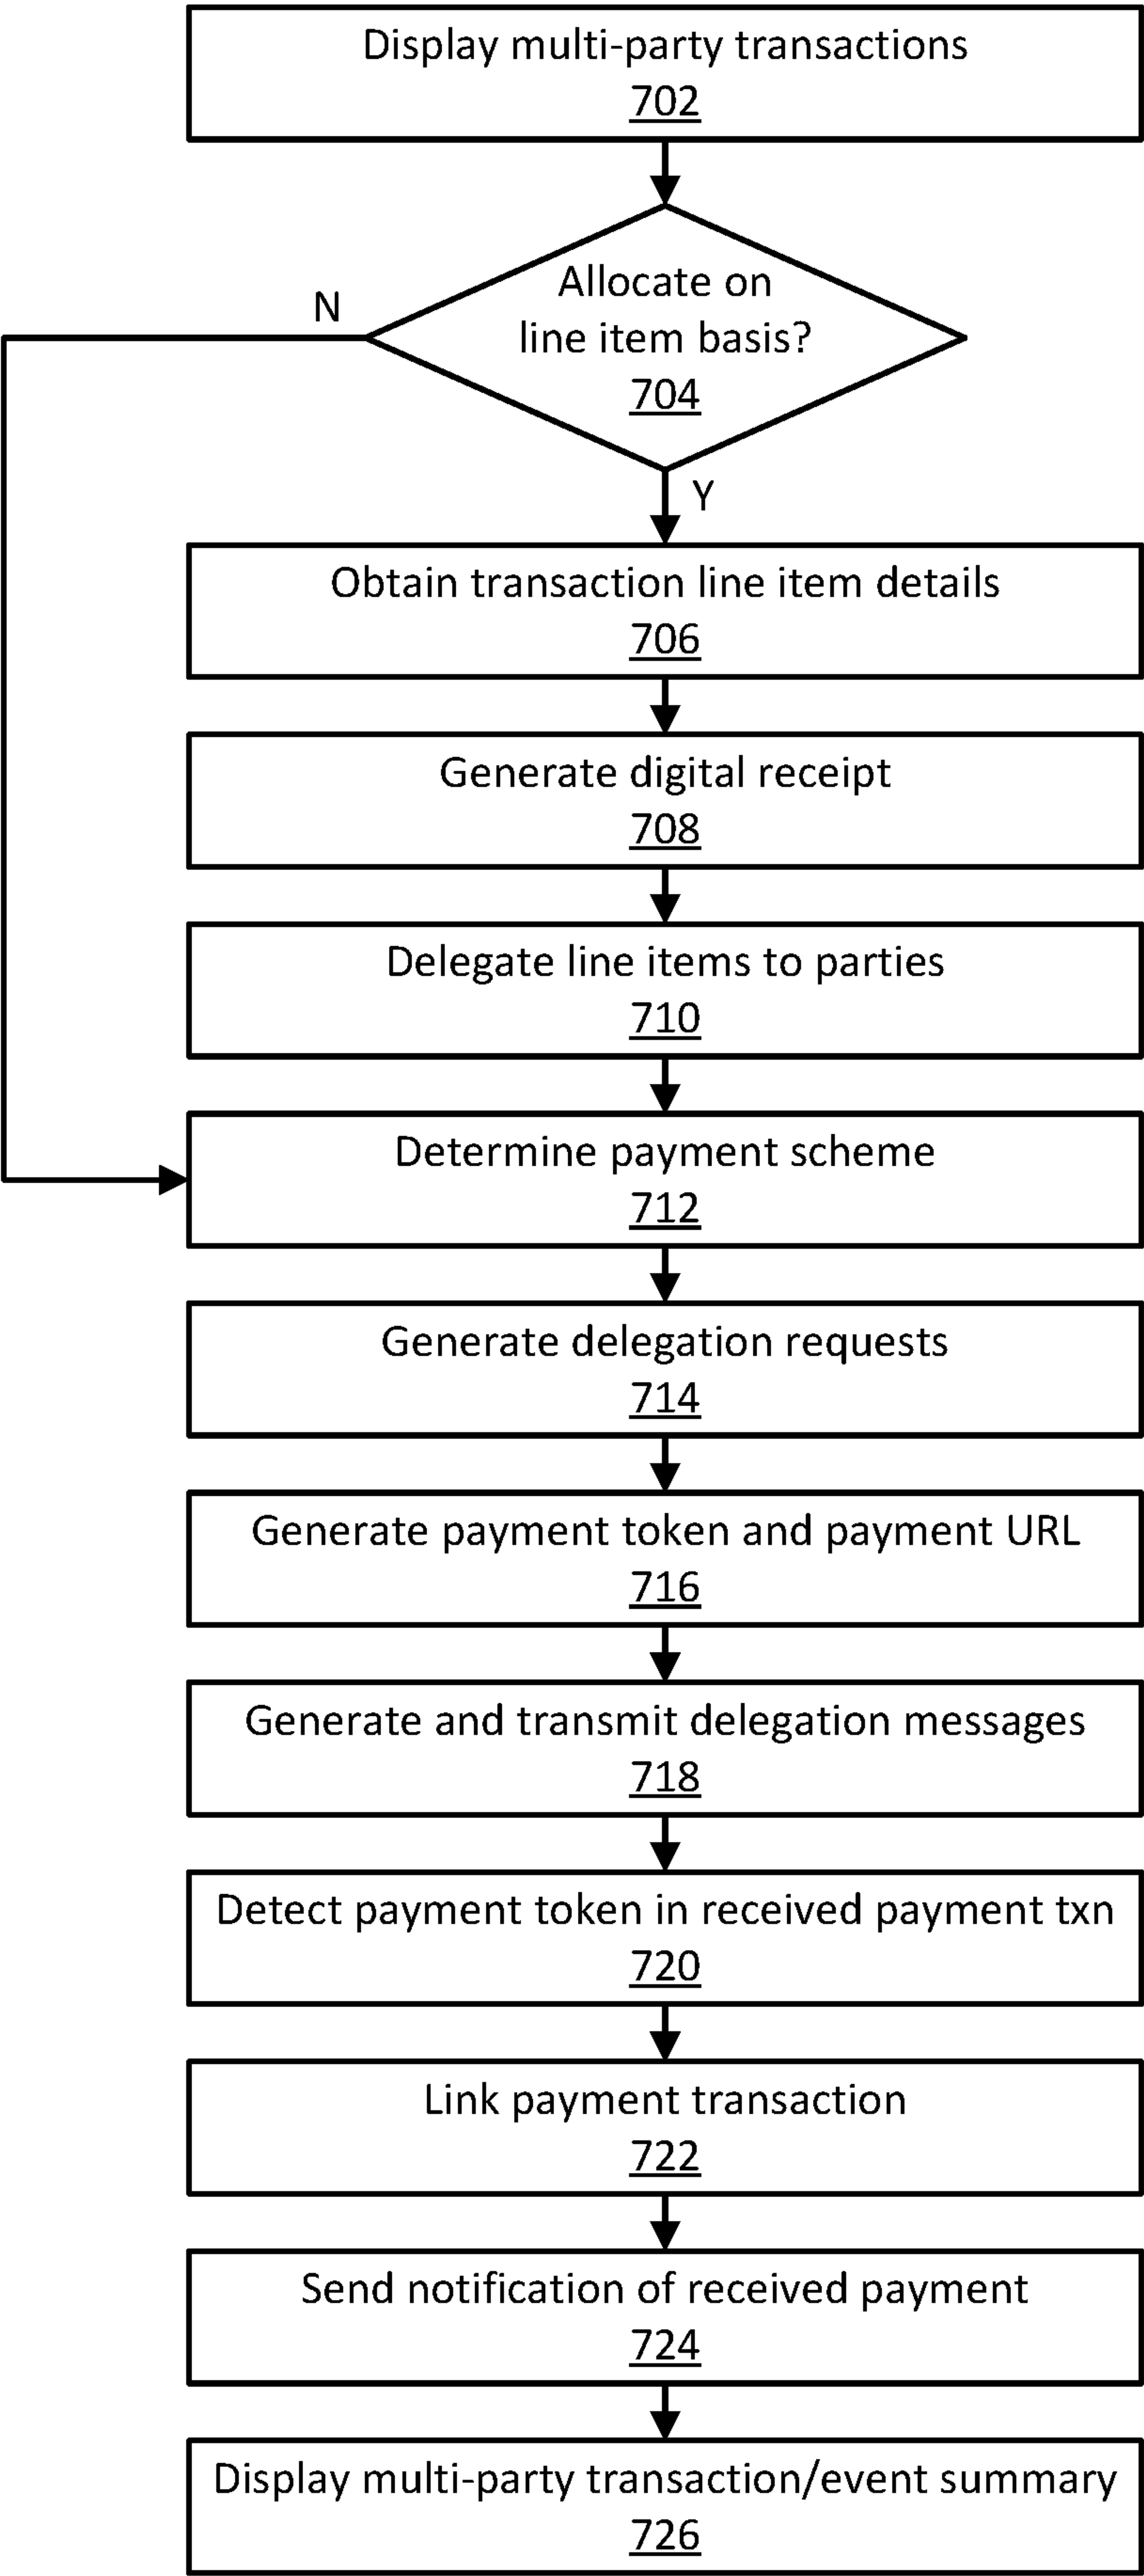 Display multi-party transactions
702
Allocate on
line item basis?
704
N
Y
Obtain transaction line item details
706
Generate digital receipt
708
Delegate line items to parties
710
Determine payment scheme
712
Generate delegation requests
714
Generate payment token and payment URL
716
Generate and transmit delegation messages
718
Detect payment token in received payment txn
720
Link payment transaction
722
Send notification of received payment
724
Display multi-party transaction/event summary
726